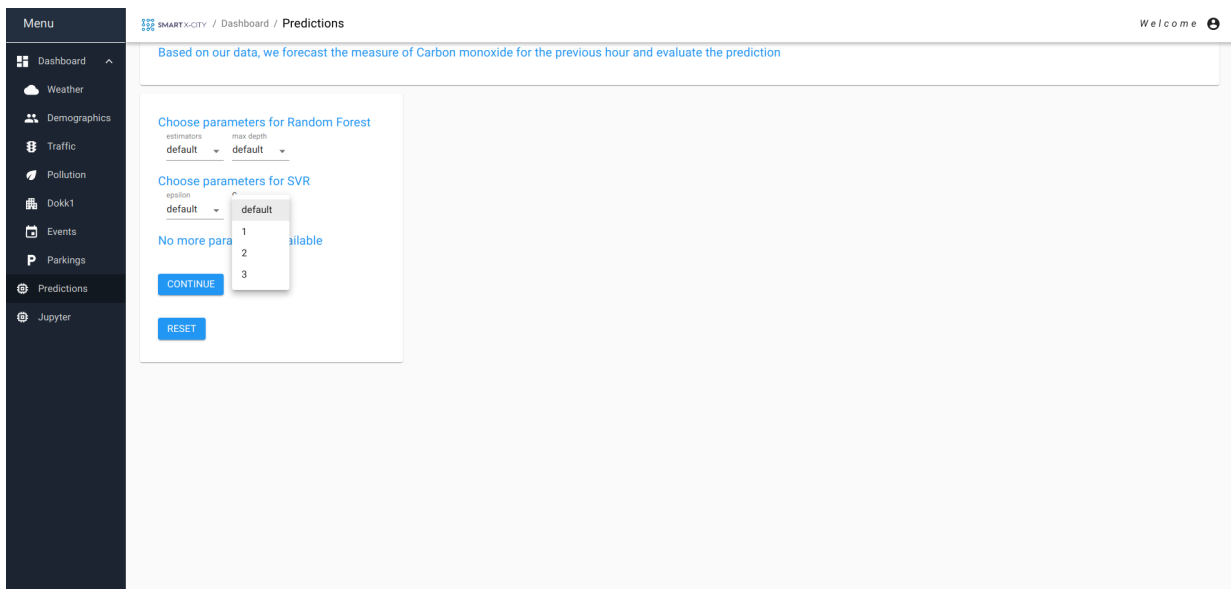 Menu
SMART X-CITY / Dashboard / Predictions
Welcome
Dashboard
Weather
Demographics
Traffic
Pollution
Dokk1
Events
Parkings
Predictions
Jupyter
Based on our data, we forecast the measure of Carbon monoxide for the previous hour and evaluate the prediction
Choose parameters for Random Forest
estimators max depth
default default
Choose parameters for SVR
epsilon
default default
1
No more para ailable
2
3
CONTINUE
RESET